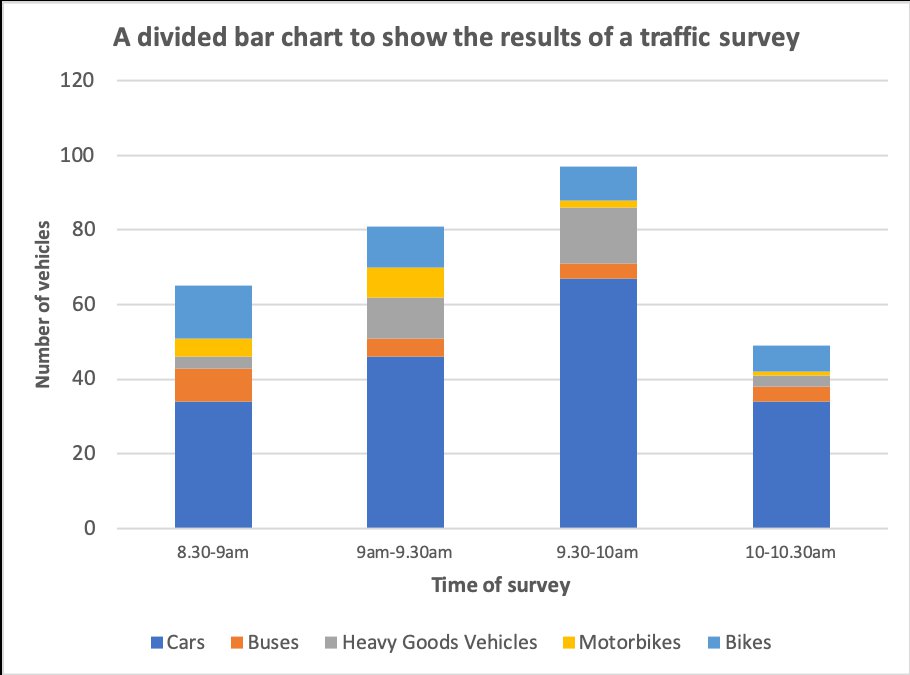 A divided bar chart to show the results of a traffic survey
120
100
80
60
40
20
0
Number of vehicles
8.30-9am 9am-9.30am 9.30-10am 10-10.30am
Time of survey
Cars Buses Heavy Goods Vehicles Motorbikes Bikes